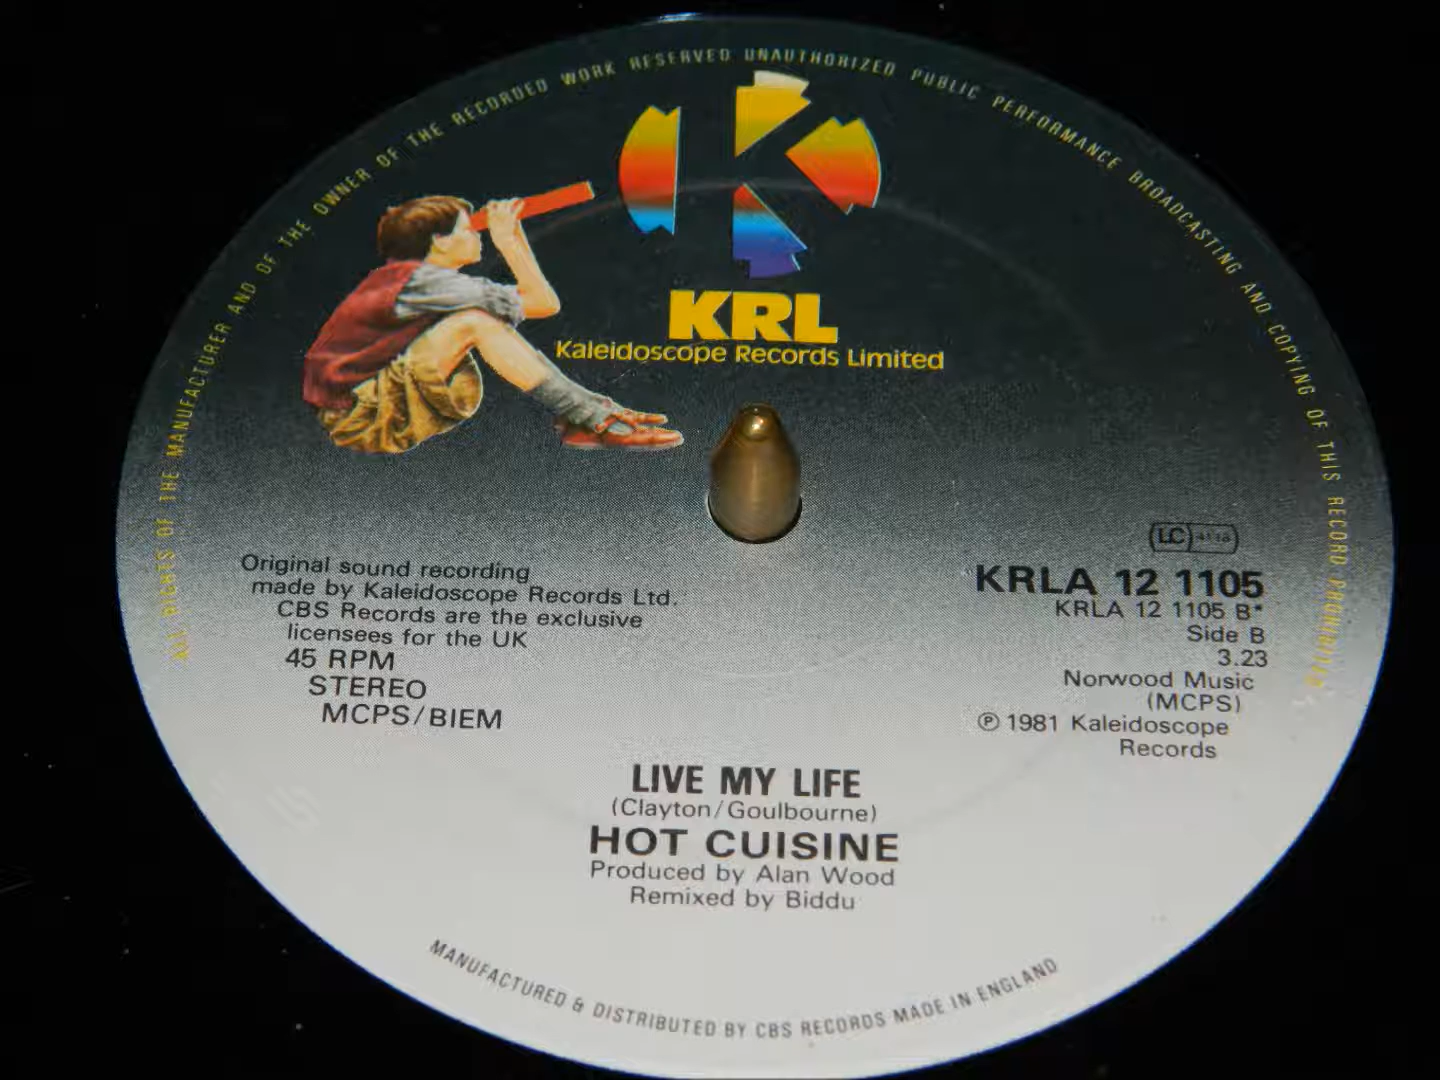 ALL RIGHTS OF THE MANUFACTURER AND OF THE OWNER OF THE RECORDED WORK RESERVED UNAUTHORIZED PUBLIC PERFORMANCE BROADCASTING AND COPYING OF THIS RECORD PROHIBITED
K
KRL
Kaleidoscope Records Limited
Original sound recording
made by Kaleidoscope Records Ltd.
CBS Records are the exclusive
licensees for the UK
45 RPM
STEREO
MCPS/BIEM
LC
KRLA 12 1105
KRLA 12 1105 B*
Side B
3.23
Norwood Music
(MCPS)
℗ 1981 Kaleidoscope
Records
LIVE MY LIFE
(Clayton/Goulbourne)
HOT CUISINE
Produced by Alan Wood
Remixed by Biddu
MANUFACTURED & DISTRIBUTED BY CBS RECORDS MADE IN ENGLAND